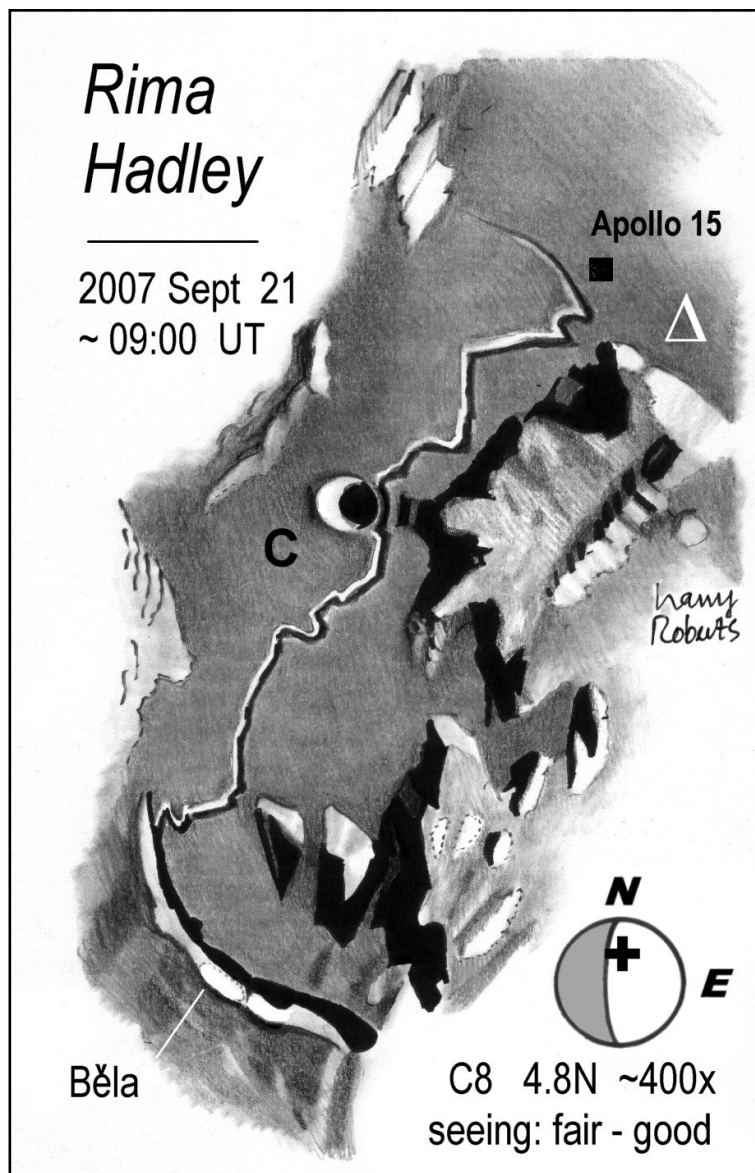 Rima
Hadley
2007 Sept 21
~ 09:00 UT
Apollo 15
Δ
C
Harry
Roberts
Běla
N
E
C8 4.8N ~400x
seeing: fair - good